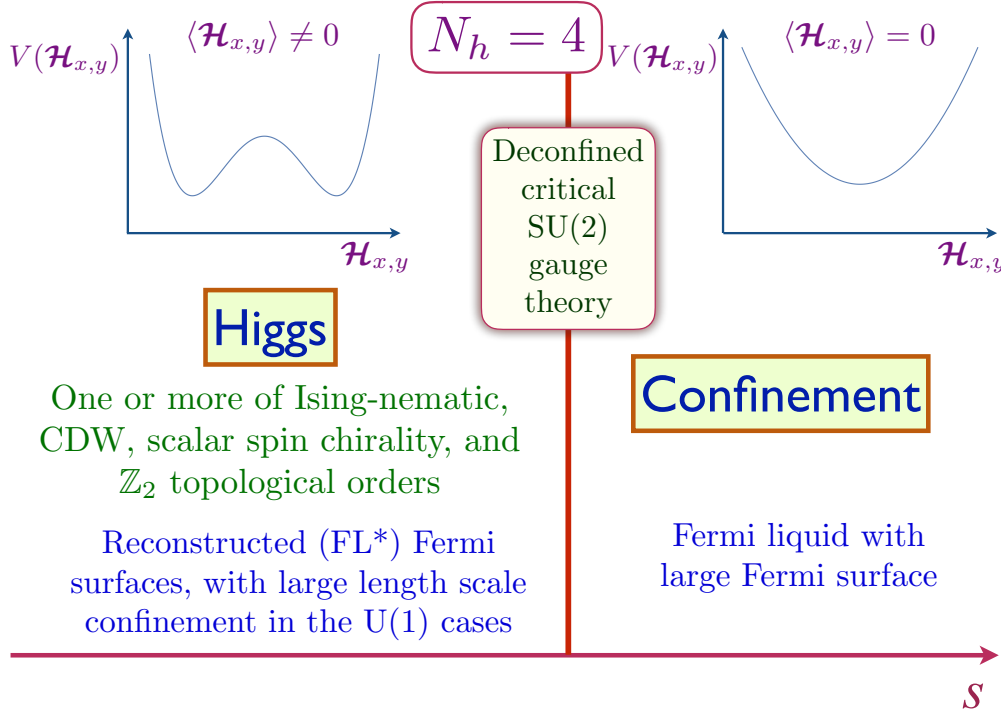 ⟨𝓗x,y⟩ ≠ 0
V(𝓗x,y)
𝓗x,y
Nh = 4
⟨𝓗x,y⟩ = 0
V(𝓗x,y)
𝓗x,y
Deconfined
critical
SU(2)
gauge
theory
Higgs
One or more of Ising-nematic,
CDW, scalar spin chirality, and
ℤ2 topological orders
Reconstructed (FL*) Fermi
surfaces, with large length scale
confinement in the U(1) cases
Confinement
Fermi liquid with
large Fermi surface
s